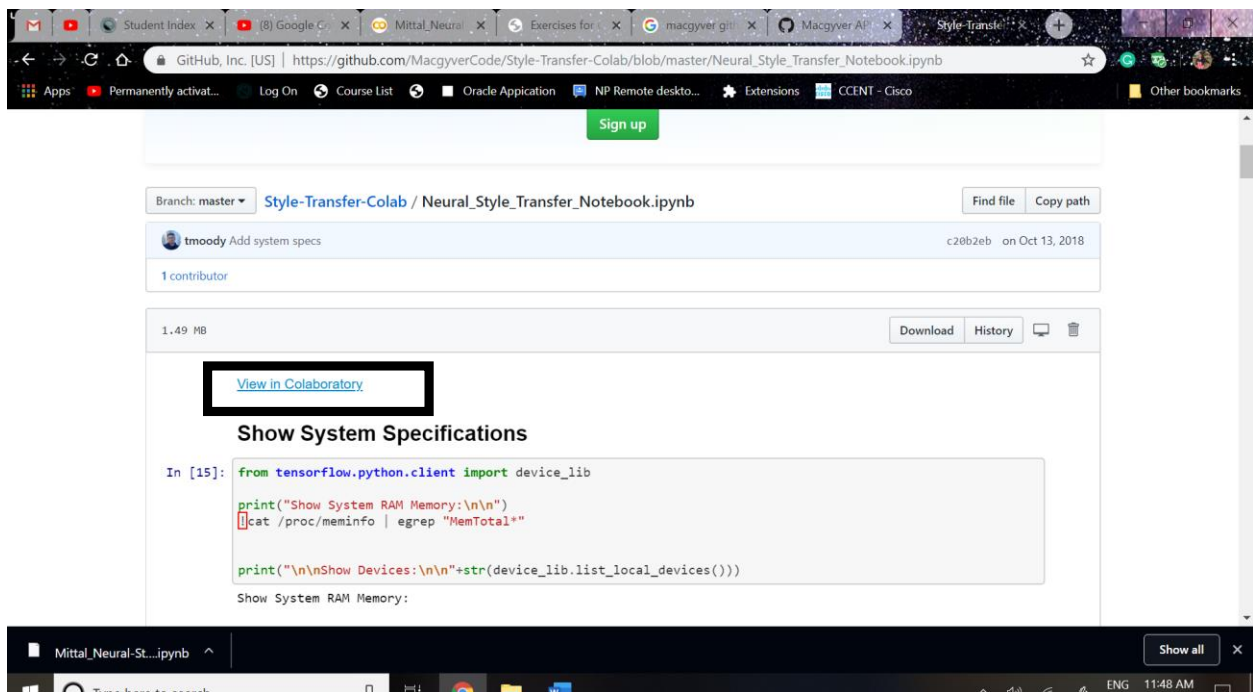 Student Index
(8) Google Co
Mittal_Neural
Exercises for
macgyver gith
Macgyver AP
Style-Transfe
GitHub, Inc. [US] | https://github.com/MacgyverCode/Style-Transfer-Colab/blob/master/Neural_Style_Transfer_Notebook.ipynb
Apps Permanently activat... Log On Course List Oracle Appication NP Remote deskto... Extensions CCENT - Cisco Other bookmarks
Sign up
Branch: master Style-Transfer-Colab / Neural_Style_Transfer_Notebook.ipynb Find file Copy path
tmoody Add system specs c20b2eb on Oct 13, 2018
1 contributor
1.49 MB Download History
View in Colaboratory
Show System Specifications
In [15]: from tensorflow.python.client import device_lib
print("Show System RAM Memory:\n\n")
!cat /proc/meminfo | egrep "MemTotal*"
print("\n\nShow Devices:\n\n"+str(device_lib.list_local_devices()))
Show System RAM Memory:
Mittal_Neural-St....ipynb Show all
Type here to search ENG 11:48 AM